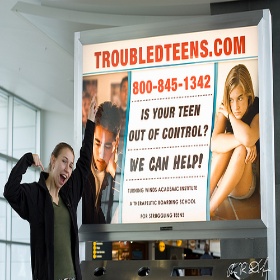 TROUBLEDTEENS.COM
800-845-1342
IS YOUR TEEN
OUT OF CONTROL?
WE CAN HELP!
TURNING WINDS ACADEMIC INSTITUTE
A THERAPEUTIC BOARDING SCHOOL
FOR STRUGGLING TEENS